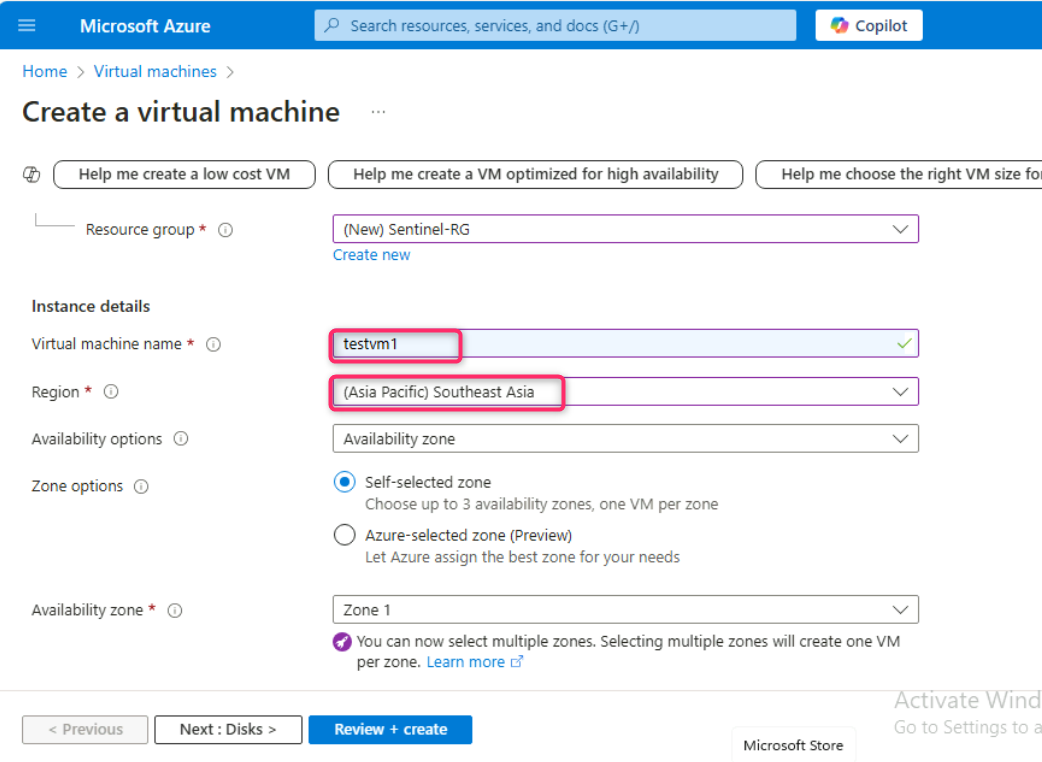 Microsoft Azure
Search resources, services, and docs (G+/)
Copilot
Home > Virtual machines >
Create a virtual machine ...
Help me create a low cost VM
Help me create a VM optimized for high availability
Help me choose the right VM size fo
Resource group *
(New) Sentinel-RG
Create new
Instance details
Virtual machine name *
testvm1
Region *
(Asia Pacific) Southeast Asia
Availability options
Availability zone
Zone options
Self-selected zone
Choose up to 3 availability zones, one VM per zone
Azure-selected zone (Preview)
Let Azure assign the best zone for your needs
Availability zone *
Zone 1
You can now select multiple zones. Selecting multiple zones will create one VM
per zone. Learn more
Activate Wind
Go to Settings to a
< Previous
Next : Disks >
Review + create
Microsoft Store